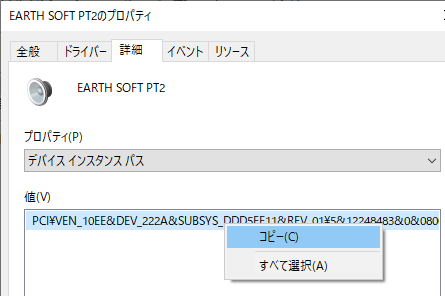 EARTH SOFT PT2のプロパティ
全般 ドライバー 詳細 イベント リソース
EARTH SOFT PT2
プロパティ(P)
デバイス インスタンス パス
値(V)
PCI¥VEN_10EE&DEV_222A&SUBSYS_DDD5EE11&REV_01¥5&12248483&0&080
コピー(C)
すべて選択(A)